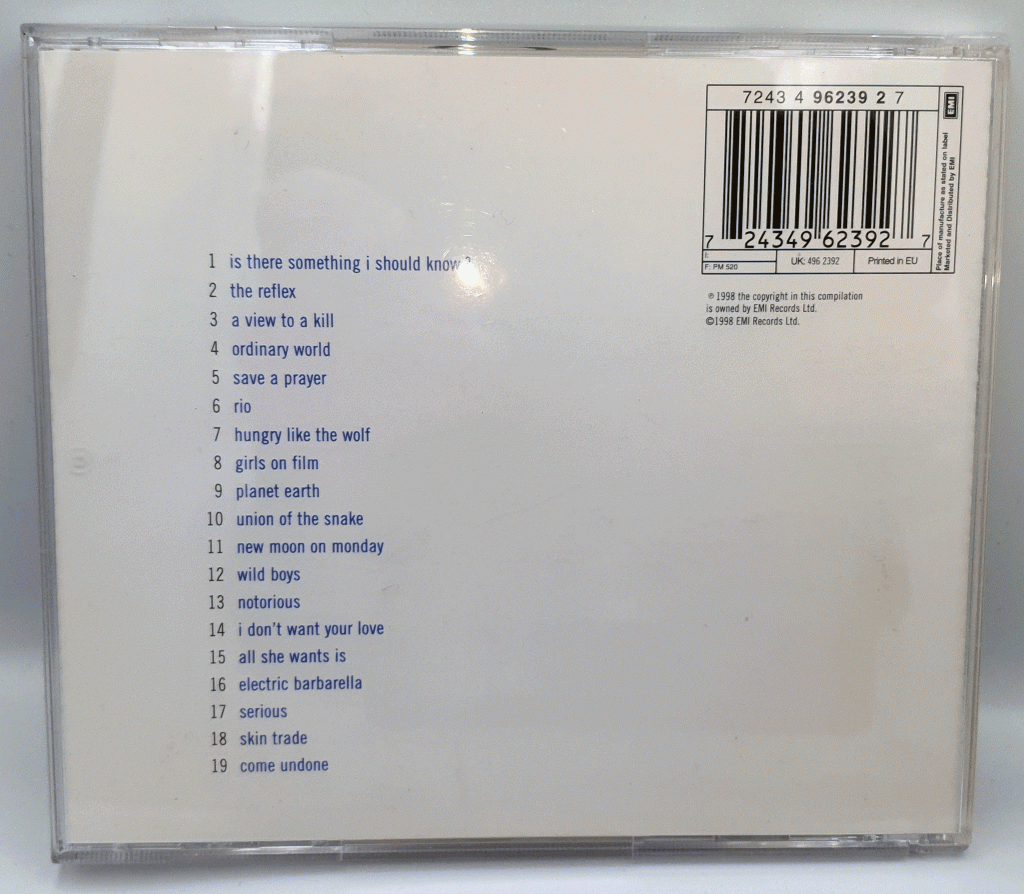 7243 4 96239 2 7
EMI
Place of manufacture as stated on label
Marketed and Distributed by EMI
7 24349 62392 7
I:
F: PM 520
UK: 496 2392
Printed in EU
℗ 1998 the copyright in this compilation
is owned by EMI Records Ltd.
©1998 EMI Records Ltd.
1 is there something i should know?
2 the reflex
3 a view to a kill
4 ordinary world
5 save a prayer
6 rio
7 hungry like the wolf
8 girls on film
9 planet earth
10 union of the snake
11 new moon on monday
12 wild boys
13 notorious
14 i don't want your love
15 all she wants is
16 electric barbarella
17 serious
18 skin trade
19 come undone